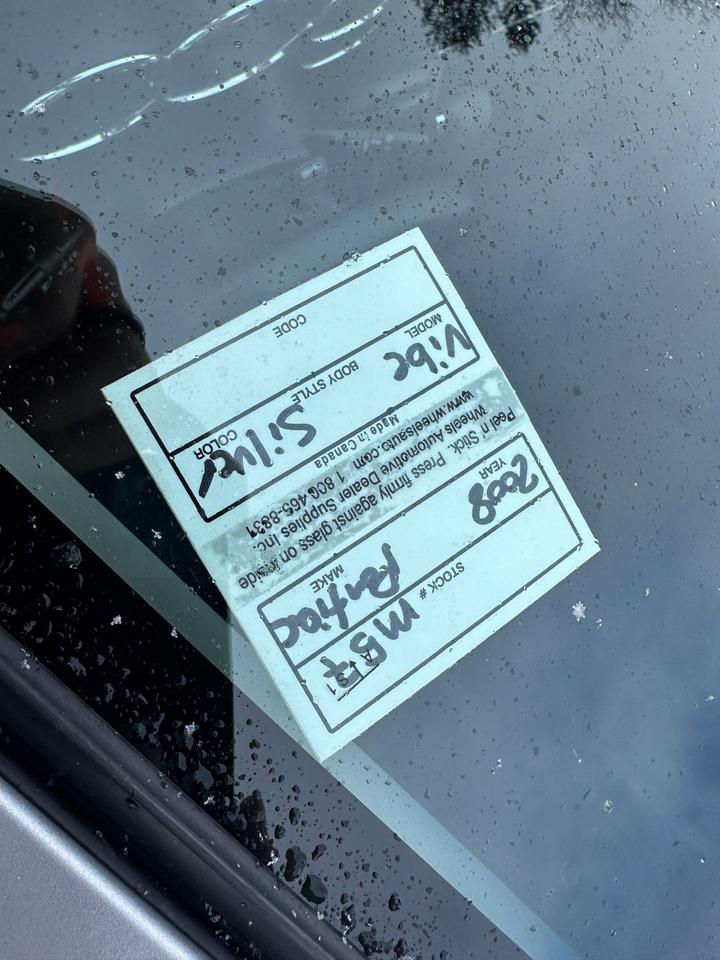 STOCK # MB
2008 Pontiac
YEAR MAKE
Peel n' Stick. Press firmly against glass on inside
Wheels Automotive Dealer Supplies Inc.
www.wheelsauto.com 1 800-465-8831
Made in Canada
Vibe Silver
MODEL BODY STYLE COLOR
CODE